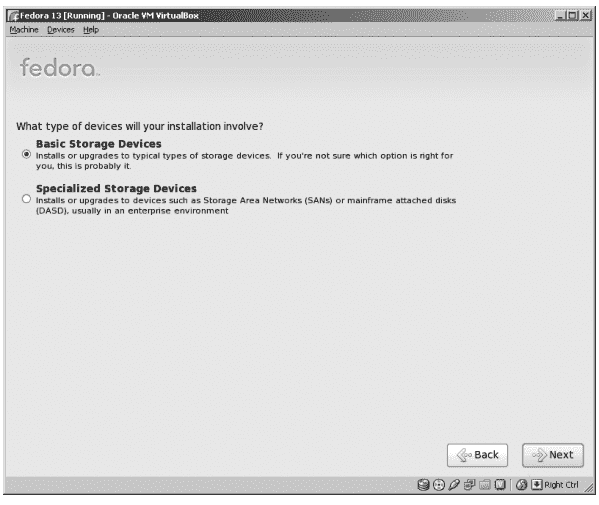 Fedora 13 [Running] - Oracle VM VirtualBox
Machine Devices Help
fedora
What type of devices will your installation involve?
Basic Storage Devices
Installs or upgrades to typical types of storage devices. If you're not sure which option is right for
you, this is probably it.
Specialized Storage Devices
Installs or upgrades to devices such as Storage Area Networks (SANs) or mainframe attached disks
(DASD), usually in an enterprise environment
Back Next
Right Ctrl